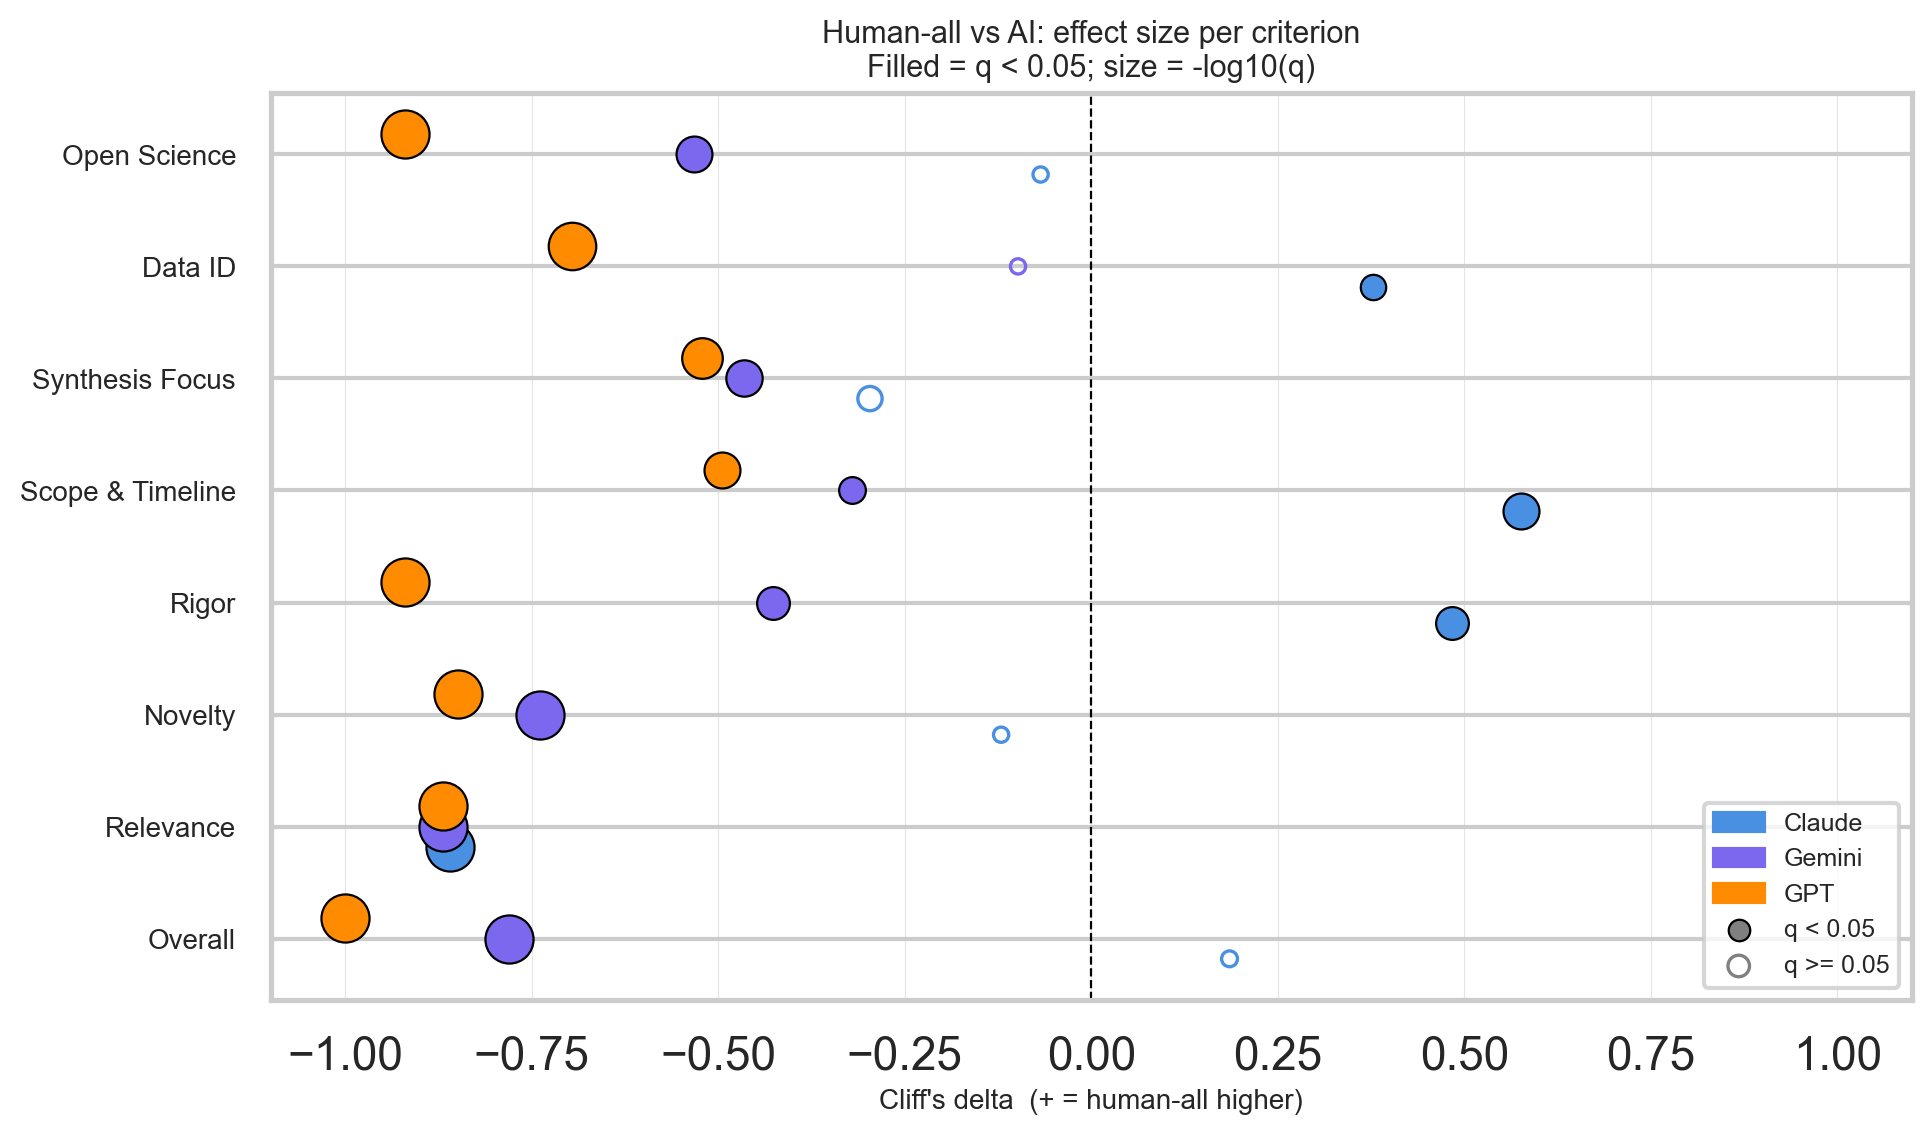 Human-all vs AI: effect size per criterion
Filled = q < 0.05; size = -log10(q)
Open Science
Data ID
Synthesis Focus
Scope & Timeline
Rigor
Novelty
Relevance
Overall
Claude
Gemini
GPT
q < 0.05
q >= 0.05
−1.00 −0.75 −0.50 −0.25 0.00 0.25 0.50 0.75 1.00
Cliff's delta  (+ = human-all higher)